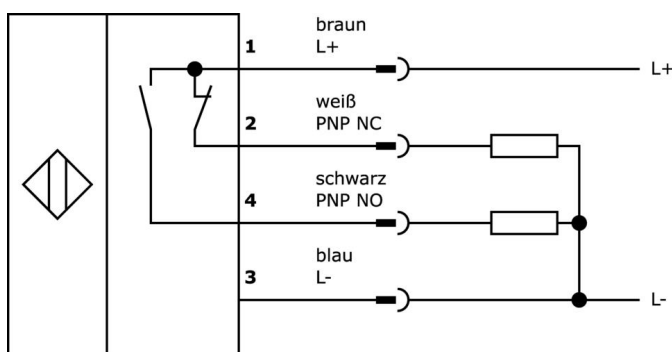 braun
1 L+
L+
weiß
2 PNP NC
schwarz
4 PNP NO
blau
3 L-
L-